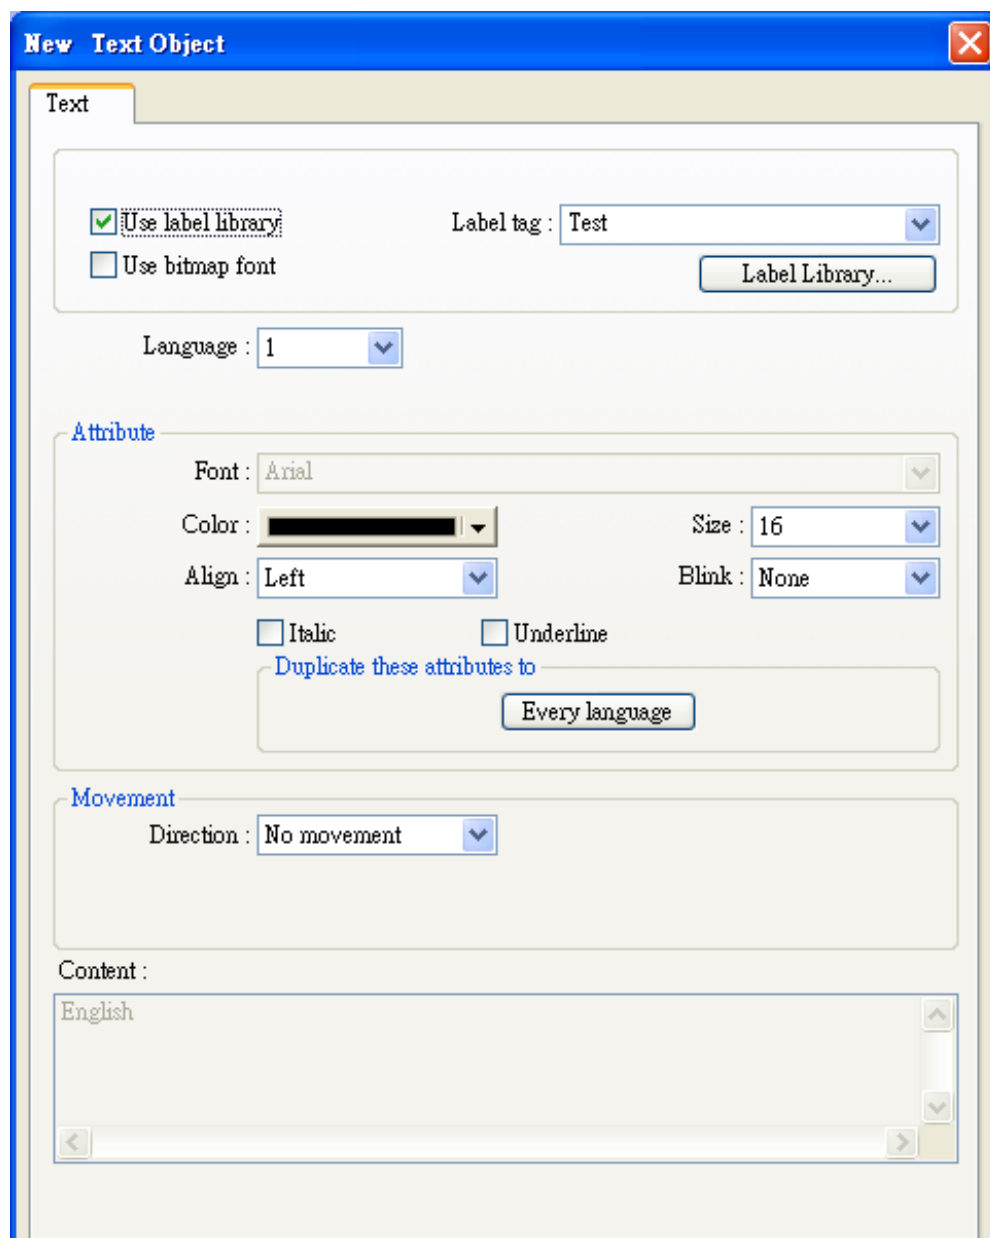 New Text Object
Text
Use label library Label tag : Test
Use bitmap font Label Library...
Language : 1
Attribute
Font : Arial
Color : Size : 16
Align : Left Blink : None
Italic Underline
Duplicate these attributes to
Every language
Movement
Direction : No movement
Content :
English